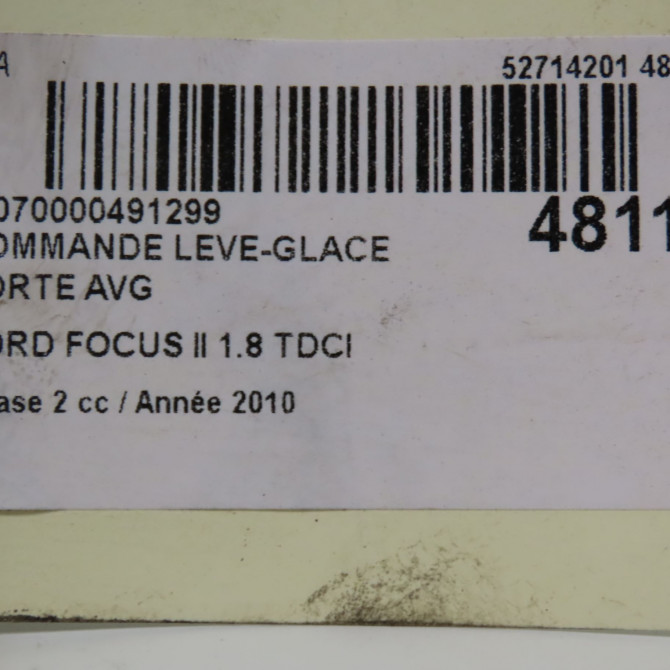 A
52714201 48
070000491299
4811
OMMANDE LEVE-GLACE
ORTE AVG
ORD FOCUS II 1.8 TDCI
ase 2 cc / Année 2010